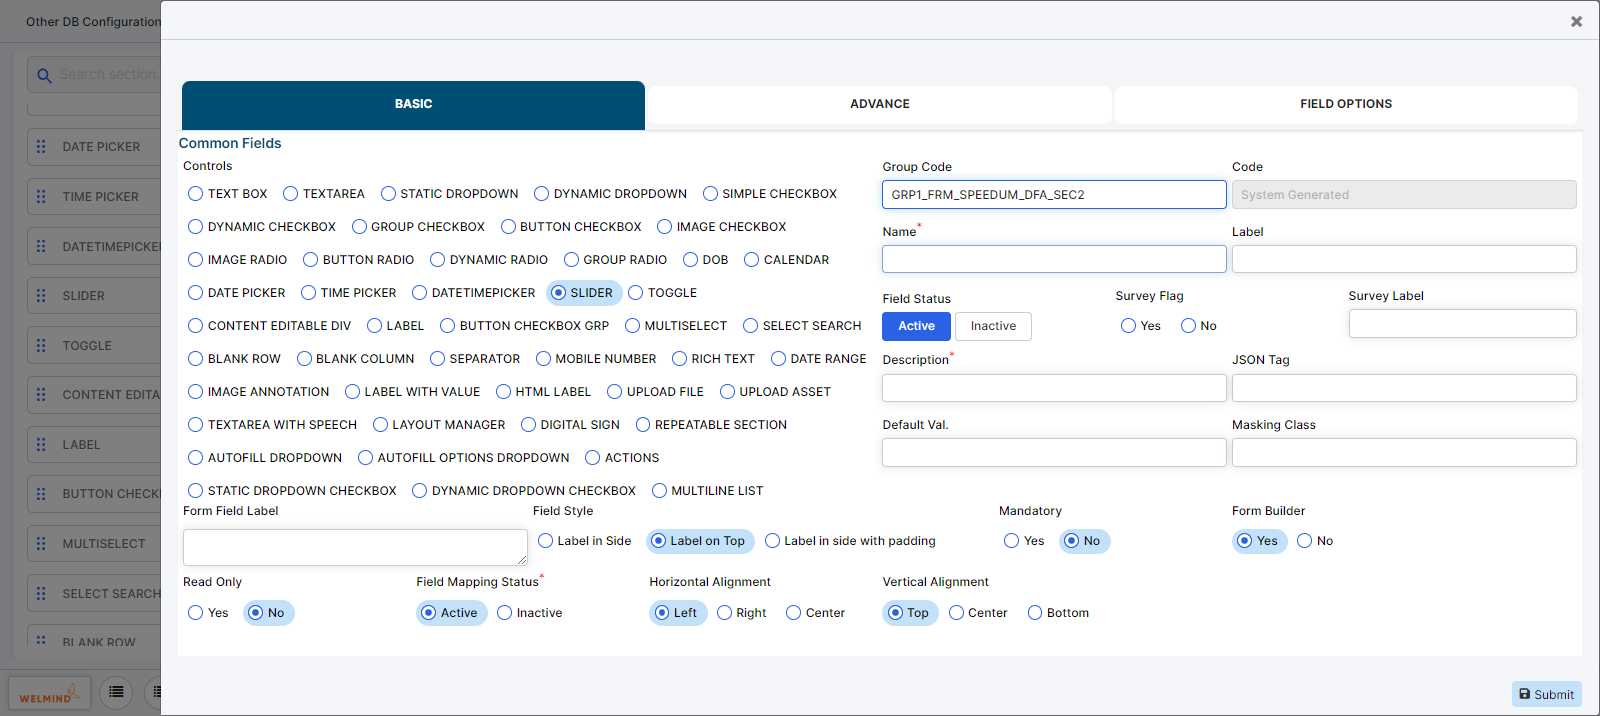 Other DB Configuration
Search section
DATE PICKER
TIME PICKER
DATETIMEPICKE
SLIDER
TOGGLE
CONTENT EDITA
LABEL
BUTTON CHECK
MULTISELECT
SELECT SEARCH
BLANK ROW
WELMIND
BASIC
ADVANCE
FIELD OPTIONS
Common Fields
Controls
TEXT BOX TEXTAREA STATIC DROPDOWN DYNAMIC DROPDOWN SIMPLE CHECKBOX
DYNAMIC CHECKBOX GROUP CHECKBOX BUTTON CHECKBOX IMAGE CHECKBOX
IMAGE RADIO BUTTON RADIO DYNAMIC RADIO GROUP RADIO DOB CALENDAR
DATE PICKER TIME PICKER DATETIMEPICKER SLIDER TOGGLE
CONTENT EDITABLE DIV LABEL BUTTON CHECKBOX GRP MULTISELECT SELECT SEARCH
BLANK ROW BLANK COLUMN SEPARATOR MOBILE NUMBER RICH TEXT DATE RANGE
IMAGE ANNOTATION LABEL WITH VALUE HTML LABEL UPLOAD FILE UPLOAD ASSET
TEXTAREA WITH SPEECH LAYOUT MANAGER DIGITAL SIGN REPEATABLE SECTION
AUTOFILL DROPDOWN AUTOFILL OPTIONS DROPDOWN ACTIONS
STATIC DROPDOWN CHECKBOX DYNAMIC DROPDOWN CHECKBOX MULTILINE LIST
Group Code Code
GRP1_FRM_SPEEDUM_DFA_SEC2 System Generated
Name* Label
Field Status Survey Flag Survey Label
Active Inactive Yes No
Description* JSON Tag
Default Val. Masking Class
Form Field Label Field Style Mandatory Form Builder
Label in Side Label on Top Label in side with padding Yes No Yes No
Read Only Field Mapping Status* Horizontal Alignment Vertical Alignment
Yes No Active Inactive Left Right Center Top Center Bottom
Submit